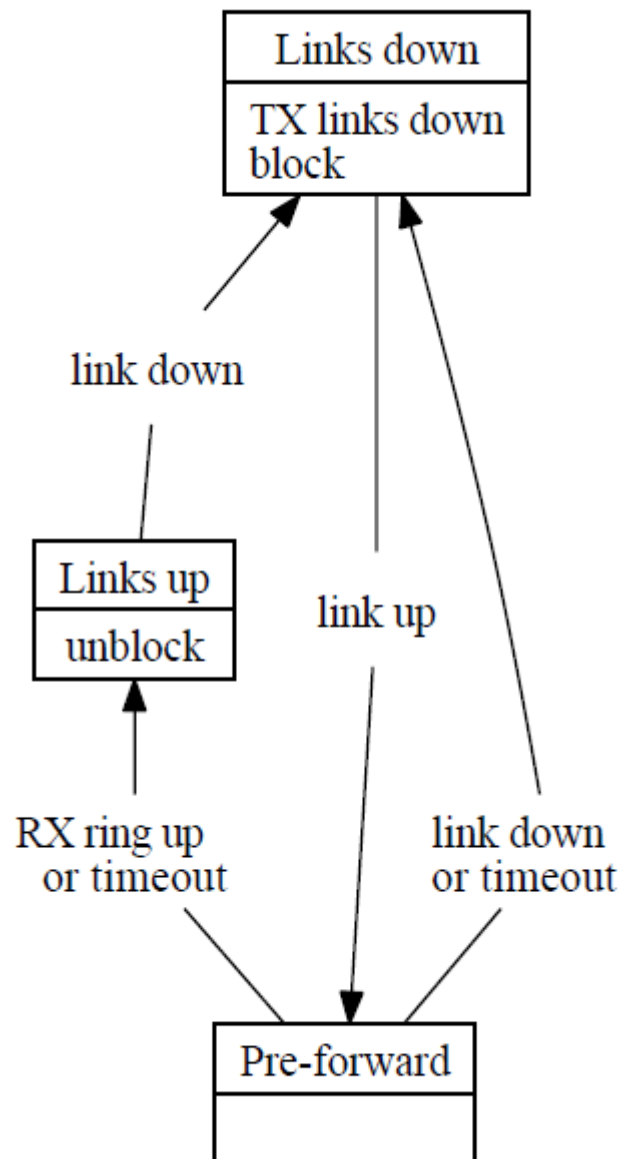 Links down
TX links down
block
link down
Links up
unblock
link up
RX ring up
or timeout
link down
or timeout
Pre-forward